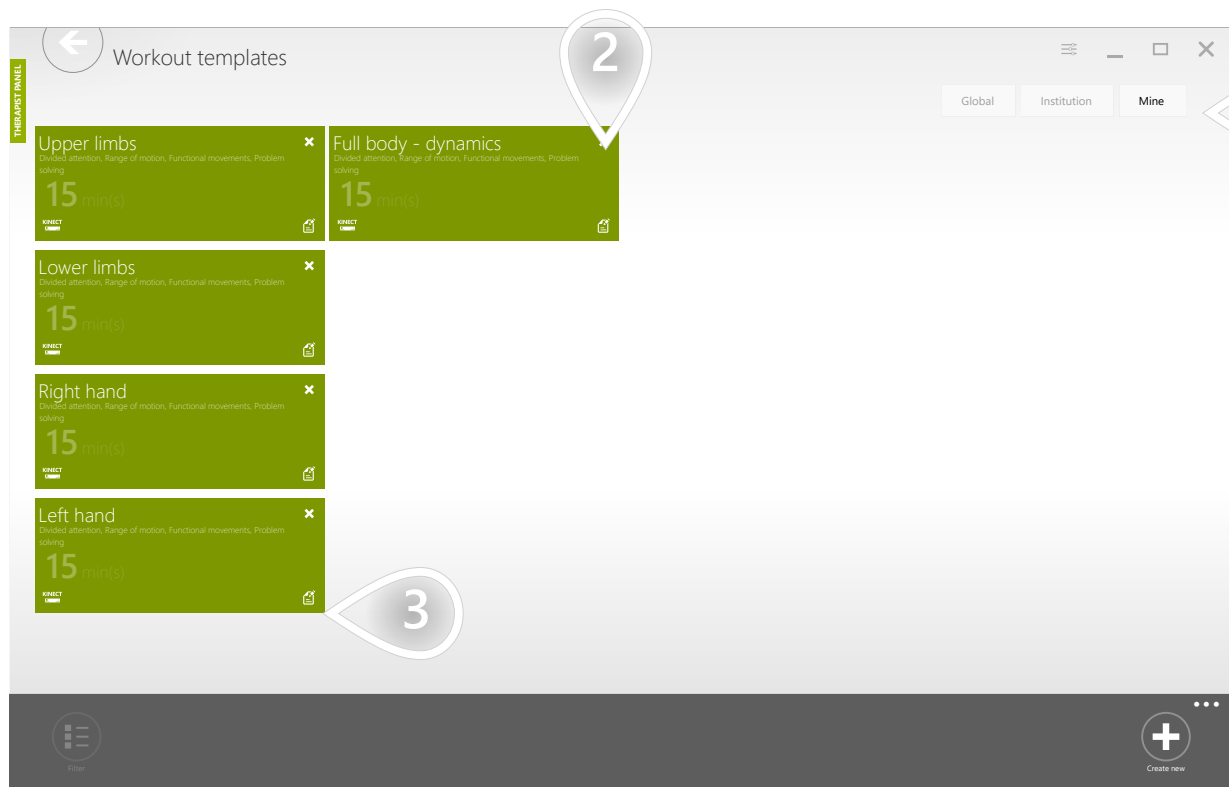 Workout templates
THERAPIST PANEL
Global
Institution
Mine
2
Upper limbs
Divided attention, Range of motion, Functional movements, Problem
solving
15 min(s)
KINECT
Full body - dynamics
Divided attention, Range of motion, Functional movements, Problem
solving
15 min(s)
KINECT
Lower limbs
Divided attention, Range of motion, Functional movements, Problem
solving
15 min(s)
KINECT
Right hand
Divided attention, Range of motion, Functional movements, Problem
solving
15 min(s)
KINECT
Left hand
Divided attention, Range of motion, Functional movements, Problem
solving
15 min(s)
KINECT
3
Filter
Create new